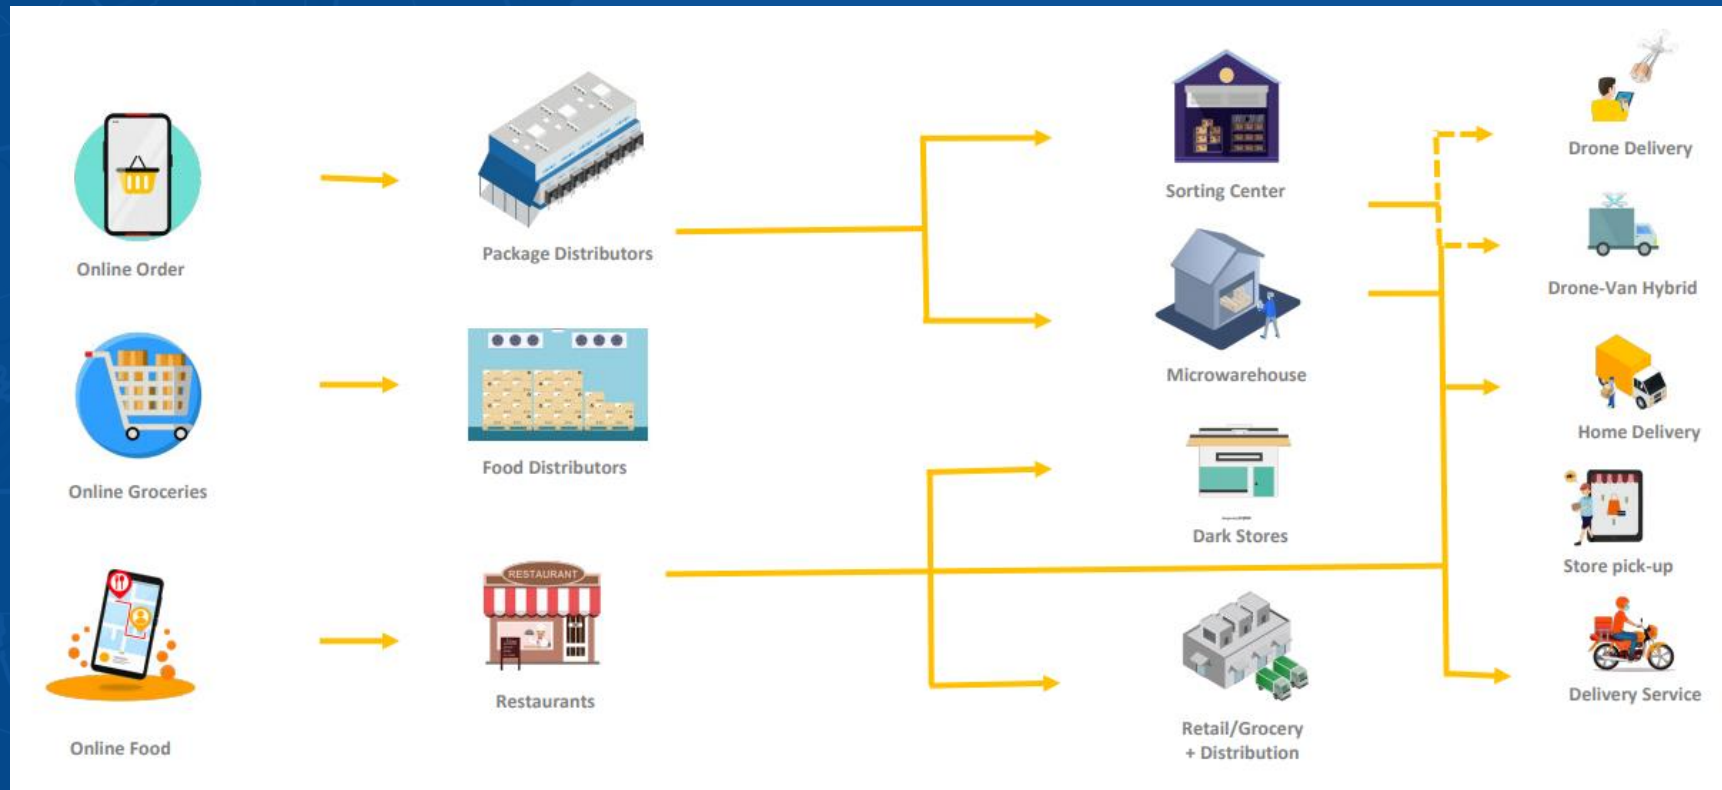 Online Order
Online Groceries
Online Food
Package Distributors
Food Distributors
RESTAURANT
Restaurants
Sorting Center
Microwarehouse
Dark Stores
Retail/Grocery
+ Distribution
Drone Delivery
Drone-Van Hybrid
Home Delivery
Store pick-up
Delivery Service